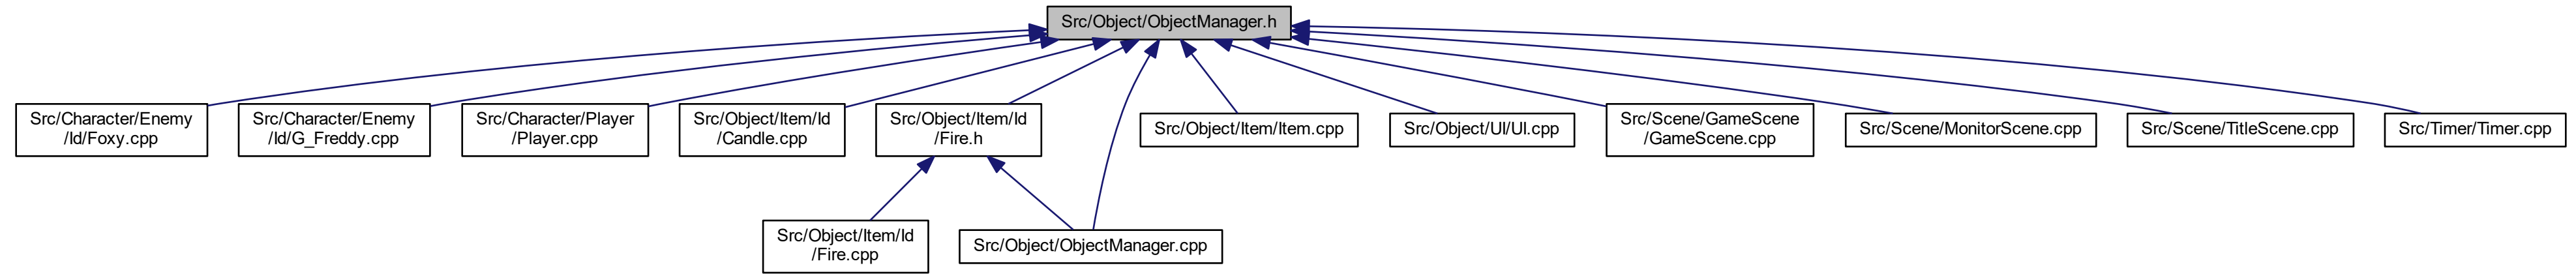 Src/Object/ObjectManager.h
Src/Character/Enemy
/Id/Foxy.cpp
Src/Character/Enemy
/Id/G_Freddy.cpp
Src/Character/Player
/Player.cpp
Src/Object/Item/Id
/Candle.cpp
Src/Object/Item/Id
/Fire.h
Src/Object/Item/Item.cpp
Src/Object/UI/UI.cpp
Src/Scene/GameScene
/GameScene.cpp
Src/Scene/MonitorScene.cpp
Src/Scene/TitleScene.cpp
Src/Timer/Timer.cpp
Src/Object/Item/Id
/Fire.cpp
Src/Object/ObjectManager.cpp